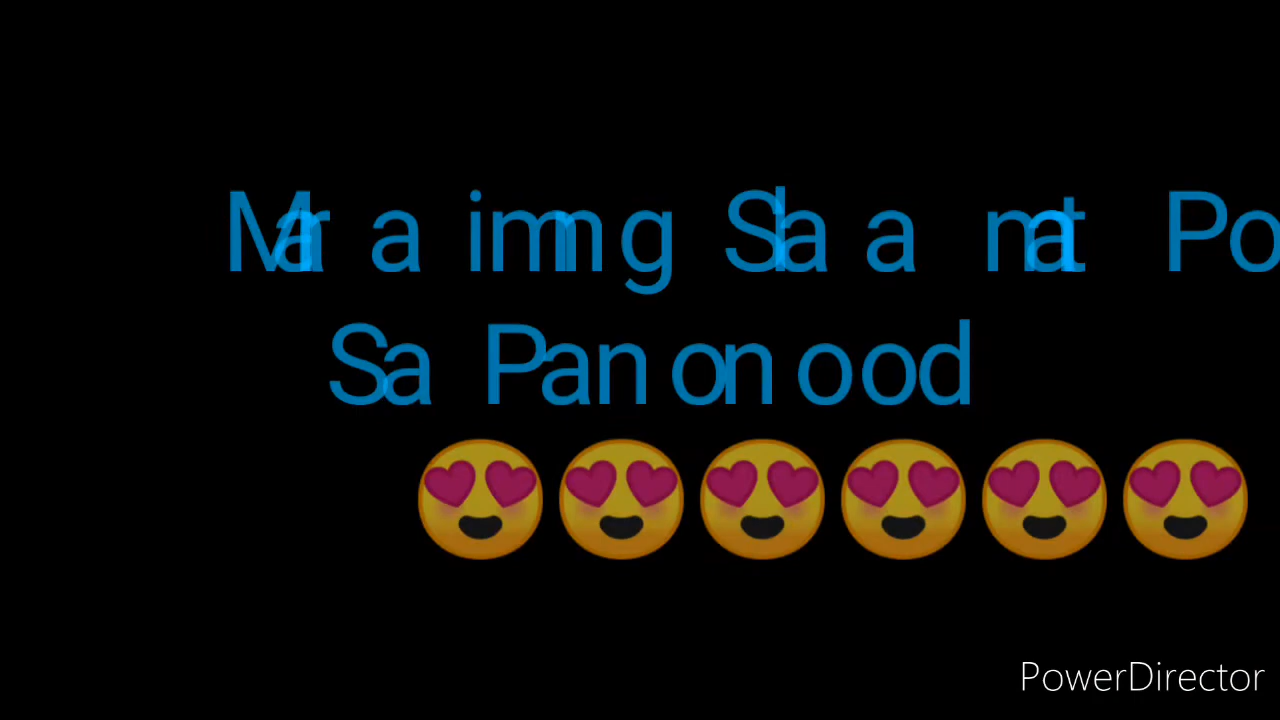 Maraming Salamat Po
Sa Panonood
😍😍😍😍😍😍
PowerDirector